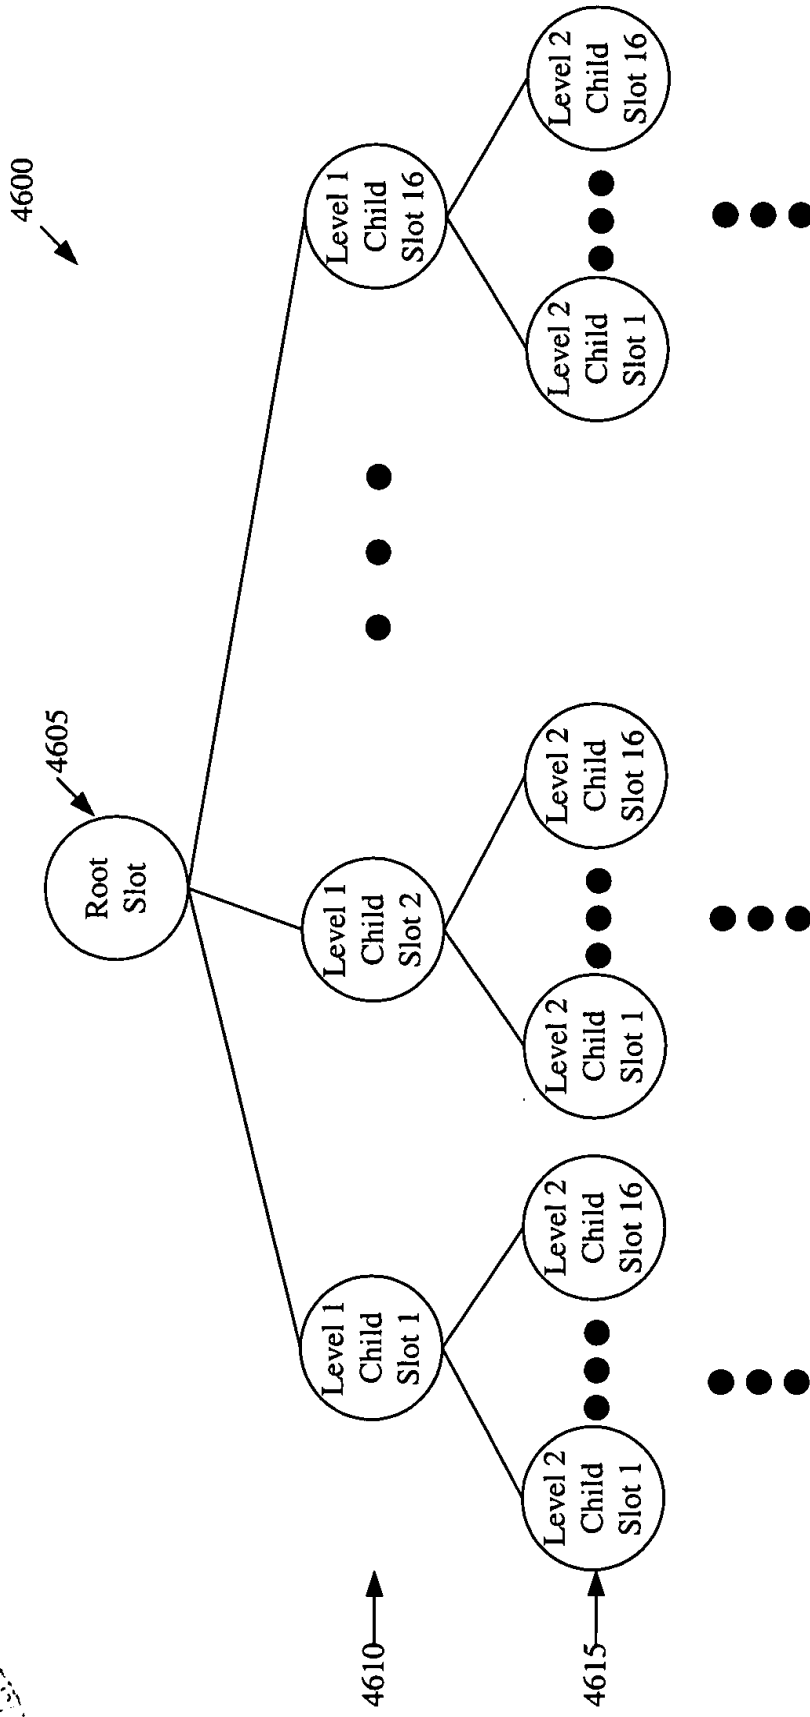 4600
4605
Root
Slot
4610
Level 1
Child
Slot 1
Level 1
Child
Slot 2
Level 1
Child
Slot 16
4615
Level 2
Child
Slot 1
Level 2
Child
Slot 16
Level 2
Child
Slot 1
Level 2
Child
Slot 16
Level 2
Child
Slot 1
Level 2
Child
Slot 16